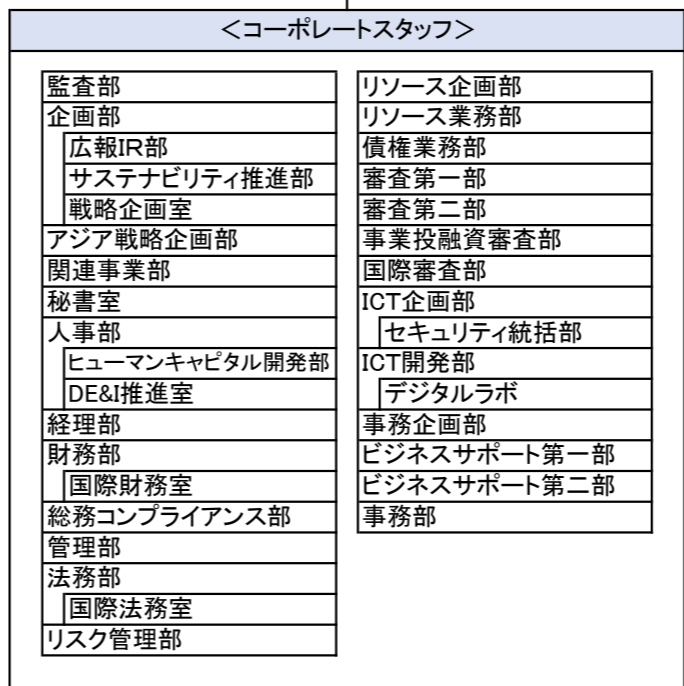 ＜コーポレートスタッフ＞
監査部
企画部
広報IR部
サステナビリティ推進部
戦略企画室
アジア戦略企画部
関連事業部
秘書室
人事部
ヒューマンキャピタル開発部
DE&I推進室
経理部
財務部
国際財務室
総務コンプライアンス部
管理部
法務部
国際法務室
リスク管理部
リソース企画部
リソース業務部
債権業務部
審査第一部
審査第二部
事業投融資審査部
国際審査部
ICT企画部
セキュリティ統括部
ICT開発部
デジタルラボ
事務企画部
ビジネスサポート第一部
ビジネスサポート第二部
事務部